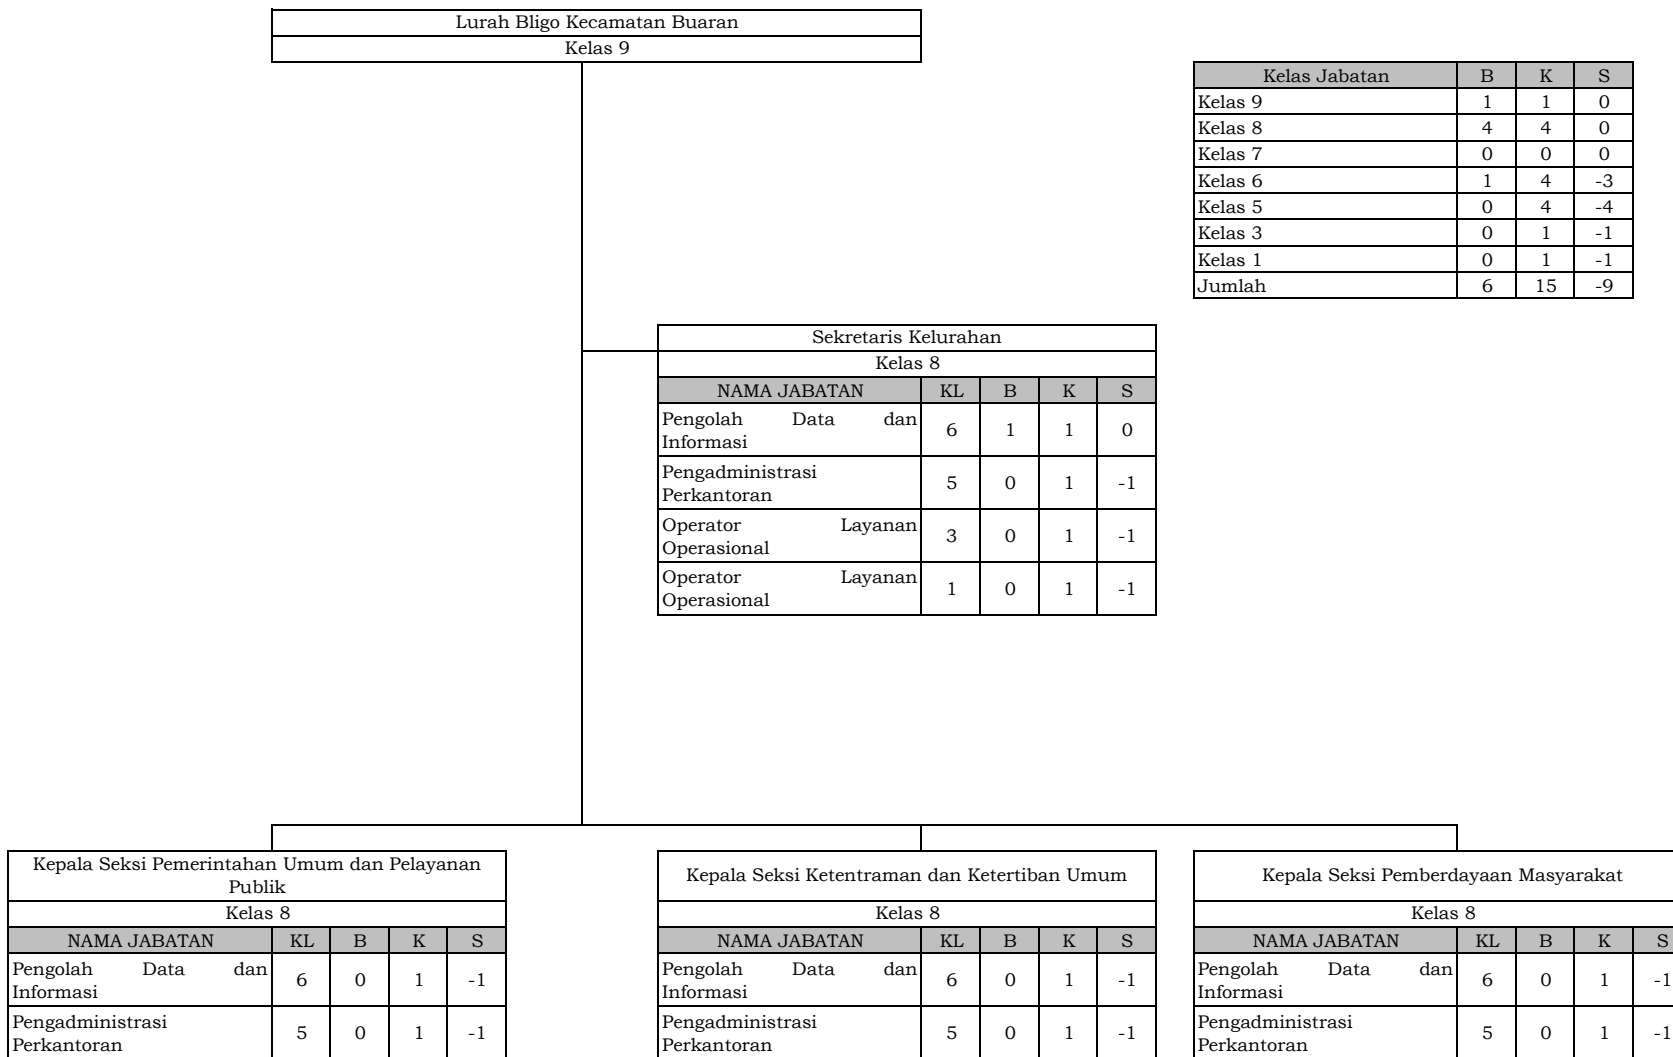 Lurah Bligo Kecamatan Buaran
Kelas 9
Kelas Jabatan B K S
Kelas 9 1 1 0
Kelas 8 4 4 0
Kelas 7 0 0 0
Kelas 6 1 4 -3
Kelas 5 0 4 -4
Kelas 3 0 1 -1
Kelas 1 0 1 -1
Jumlah 6 15 -9
Sekretaris Kelurahan
Kelas 8
NAMA JABATAN KL B K S
Pengolah Data dan
Informasi 6 1 1 0
Pengadministrasi
Perkantoran 5 0 1 -1
Operator Layanan
Operasional 3 0 1 -1
Operator Layanan
Operasional 1 0 1 -1
Kepala Seksi Pemerintahan Umum dan Pelayanan
Publik
Kelas 8
NAMA JABATAN KL B K S
Pengolah Data dan
Informasi 6 0 1 -1
Pengadministrasi
Perkantoran 5 0 1 -1
Kepala Seksi Ketentraman dan Ketertiban Umum
Kelas 8
NAMA JABATAN KL B K S
Pengolah Data dan
Informasi 6 0 1 -1
Pengadministrasi
Perkantoran 5 0 1 -1
Kepala Seksi Pemberdayaan Masyarakat
Kelas 8
NAMA JABATAN KL B K S
Pengolah Data dan
Informasi 6 0 1 -1
Pengadministrasi
Perkantoran 5 0 1 -1